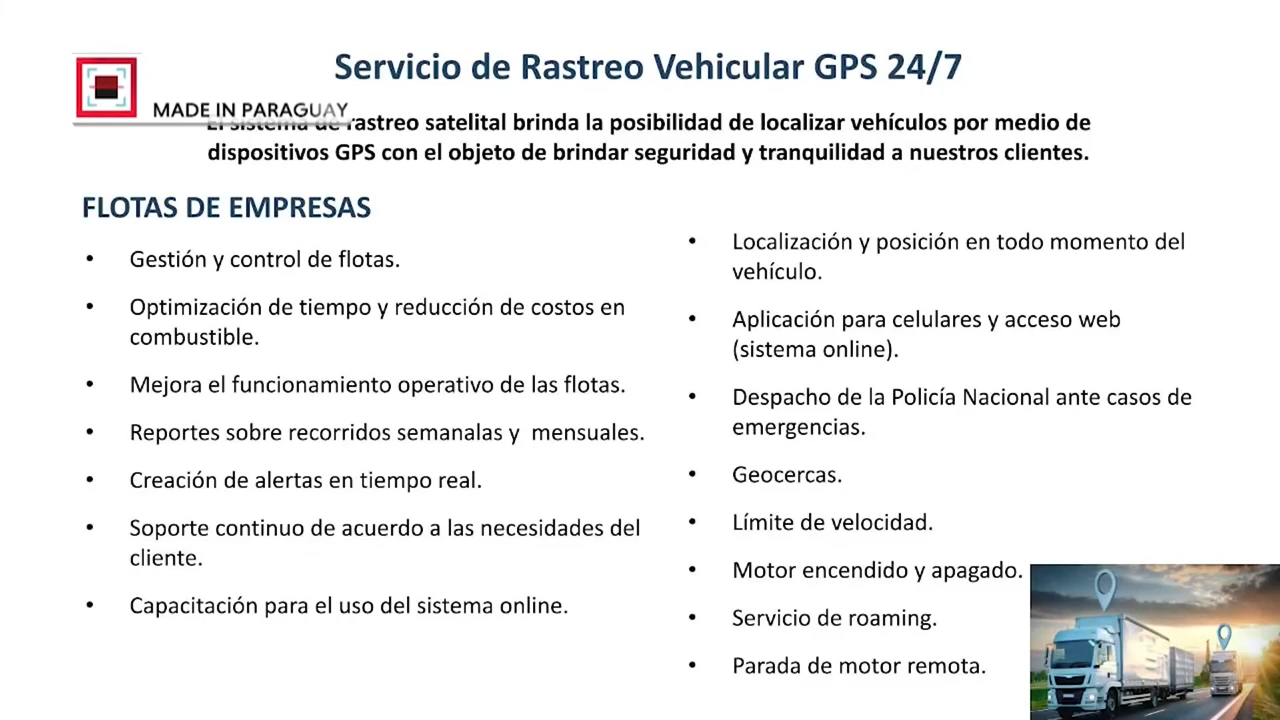 Servicio de Rastreo Vehicular GPS 24/7
MADE IN PARAGUAY
El sistema de rastreo satelital brinda la posibilidad de localizar vehículos por medio de
dispositivos GPS con el objeto de brindar seguridad y tranquilidad a nuestros clientes.
FLOTAS DE EMPRESAS
• Gestión y control de flotas.
• Optimización de tiempo y reducción de costos en
combustible.
• Mejora el funcionamiento operativo de las flotas.
• Reportes sobre recorridos semanalas y  mensuales.
• Creación de alertas en tiempo real.
• Soporte continuo de acuerdo a las necesidades del
cliente.
• Capacitación para el uso del sistema online.
• Localización y posición en todo momento del
vehículo.
• Aplicación para celulares y acceso web
(sistema online).
• Despacho de la Policía Nacional ante casos de
emergencias.
• Geocercas.
• Límite de velocidad.
• Motor encendido y apagado.
• Servicio de roaming.
• Parada de motor remota.